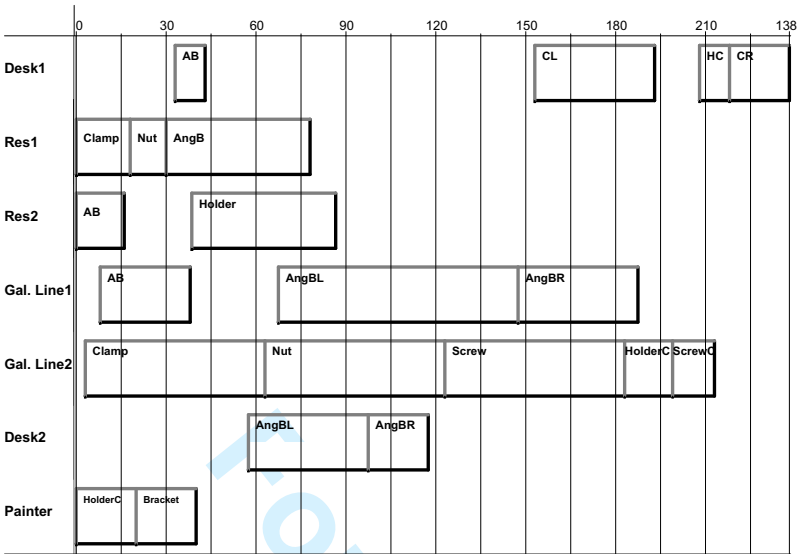 0 30 60 90 120 150 180 210 138
Desk1 AB CL HC CR
Res1 Clamp Nut AngB
Res2 AB Holder
Gal. Line1 AB AngBL AngBR
Gal. Line2 Clamp Nut Screw HolderC ScrewC
Desk2 AngBL AngBR
Painter HolderC Bracket